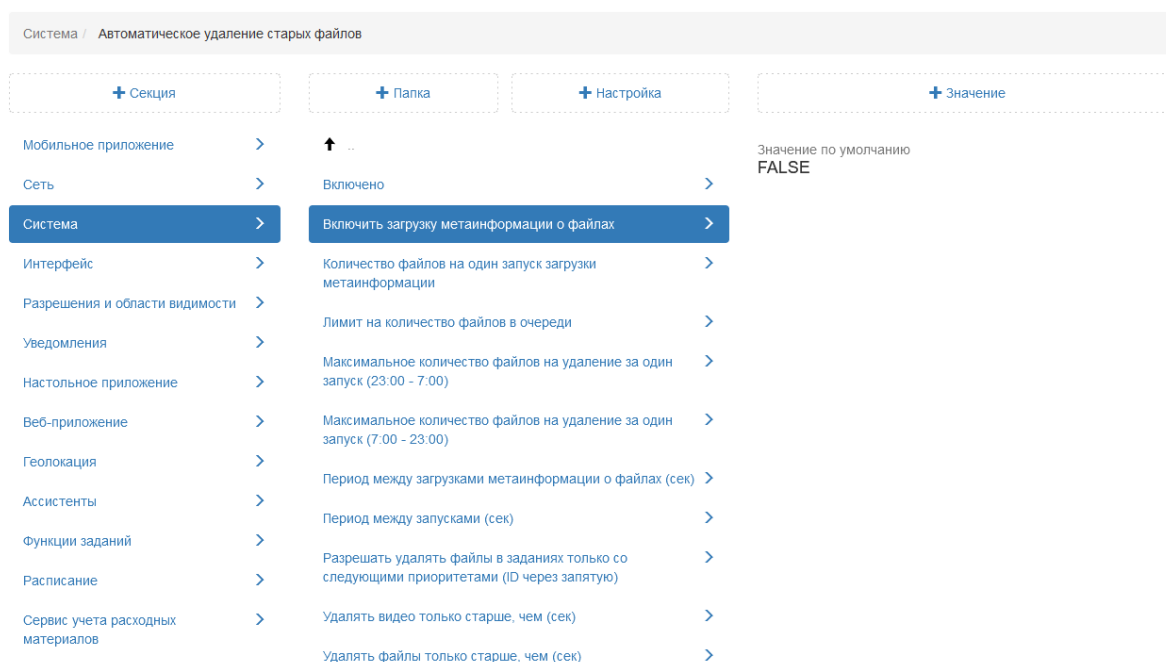 Система / Автоматическое удаление старых файлов
+ Секция
+ Папка
+ Настройка
+ Значение
Мобильное приложение
Сеть
Система
Интерфейс
Разрешения и области видимости
Уведомления
Настольное приложение
Веб-приложение
Геолокация
Ассистенты
Функции заданий
Расписание
Сервис учета расходных
материалов
..
Включено
Включить загрузку метаинформации о файлах
Количество файлов на один запуск загрузки
метаинформации
Лимит на количество файлов в очереди
Максимальное количество файлов на удаление за один
запуск (23:00 - 7:00)
Максимальное количество файлов на удаление за один
запуск (7:00 - 23:00)
Период между загрузками метаинформации о файлах (сек)
Период между запусками (сек)
Разрешать удалять файлы в заданиях только со
следующими приоритетами (ID через запятую)
Удалять видео только старше, чем (сек)
Удалять файлы только старше, чем (сек)
Значение по умолчанию
FALSE